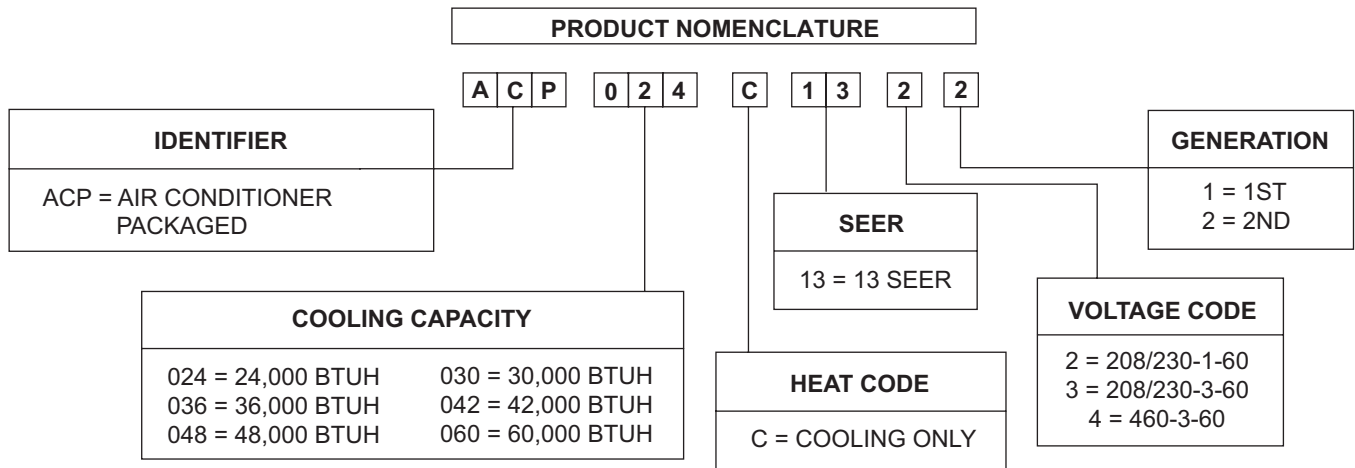 PRODUCT NOMENCLATURE
A C P 0 2 4 C 1 3 2 2
IDENTIFIER
ACP = AIR CONDITIONER
PACKAGED
COOLING CAPACITY
024 = 24,000 BTUH 030 = 30,000 BTUH
036 = 36,000 BTUH 042 = 42,000 BTUH
048 = 48,000 BTUH 060 = 60,000 BTUH
HEAT CODE
C = COOLING ONLY
SEER
13 = 13 SEER
VOLTAGE CODE
2 = 208/230-1-60
3 = 208/230-3-60
4 = 460-3-60
GENERATION
1 = 1ST
2 = 2ND